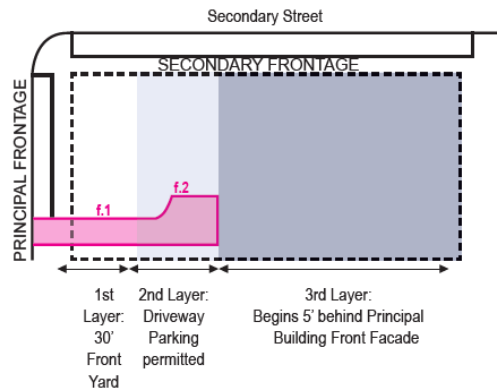 Secondary Street
SECONDARY FRONTAGE
PRINCIPAL FRONTAGE
f.1
f.2
1st
Layer:
30'
Front
Yard
2nd Layer:
Driveway
Parking
permitted
3rd Layer:
Begins 5' behind Principal
Building Front Facade